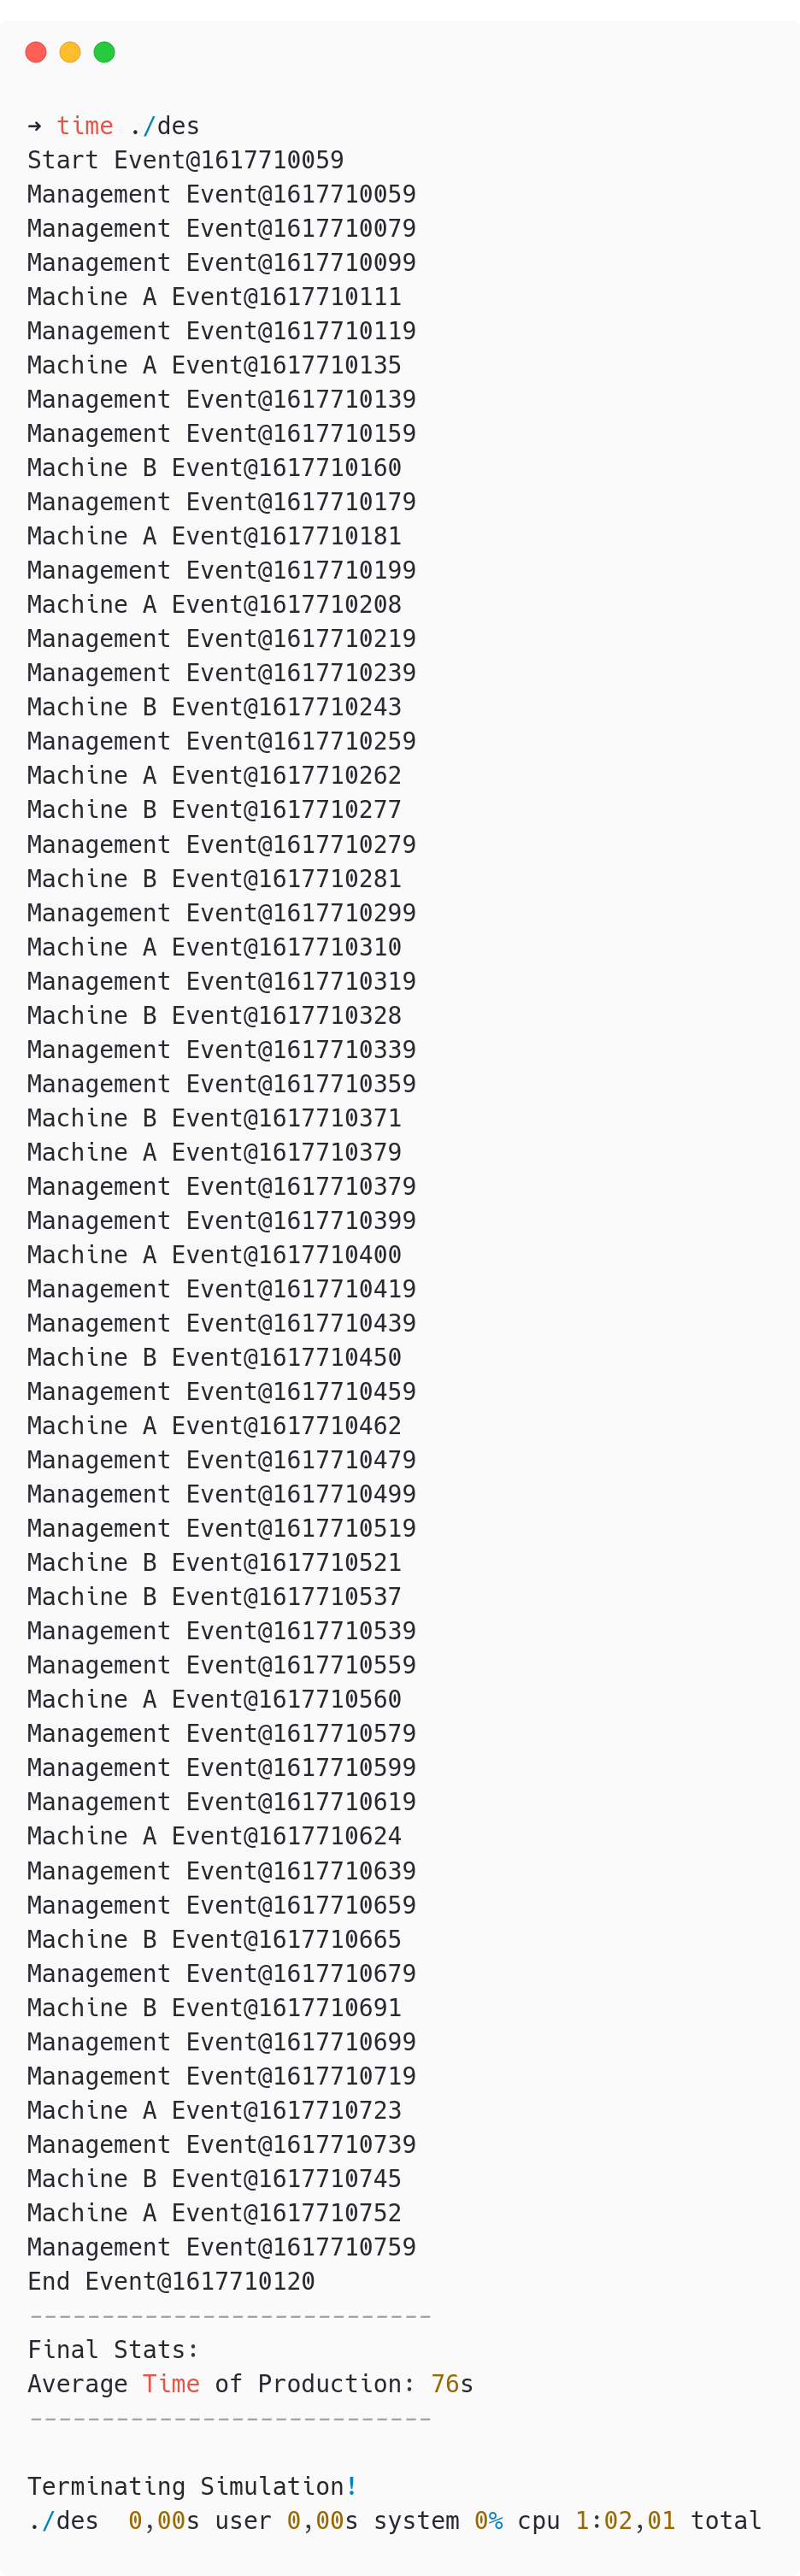 ➜ time ./des
Start Event@1617710059
Management Event@1617710059
Management Event@1617710079
Management Event@1617710099
Machine A Event@1617710111
Management Event@1617710119
Machine A Event@1617710135
Management Event@1617710139
Management Event@1617710159
Machine B Event@1617710160
Management Event@1617710179
Machine A Event@1617710181
Management Event@1617710199
Machine A Event@1617710208
Management Event@1617710219
Management Event@1617710239
Machine B Event@1617710243
Management Event@1617710259
Machine A Event@1617710262
Machine B Event@1617710277
Management Event@1617710279
Machine B Event@1617710281
Management Event@1617710299
Machine A Event@1617710310
Management Event@1617710319
Machine B Event@1617710328
Management Event@1617710339
Management Event@1617710359
Machine B Event@1617710371
Machine A Event@1617710379
Management Event@1617710379
Management Event@1617710399
Machine A Event@1617710400
Management Event@1617710419
Management Event@1617710439
Machine B Event@1617710450
Management Event@1617710459
Machine A Event@1617710462
Management Event@1617710479
Management Event@1617710499
Management Event@1617710519
Machine B Event@1617710521
Machine B Event@1617710537
Management Event@1617710539
Management Event@1617710559
Machine A Event@1617710560
Management Event@1617710579
Management Event@1617710599
Management Event@1617710619
Machine A Event@1617710624
Management Event@1617710639
Management Event@1617710659
Machine B Event@1617710665
Management Event@1617710679
Machine B Event@1617710691
Management Event@1617710699
Management Event@1617710719
Machine A Event@1617710723
Management Event@1617710739
Machine B Event@1617710745
Machine A Event@1617710752
Management Event@1617710759
End Event@1617710120
----------------------------
Final Stats:
Average Time of Production: 76s
----------------------------
Terminating Simulation!
./des  0,00s user 0,00s system 0% cpu 1:02,01 total